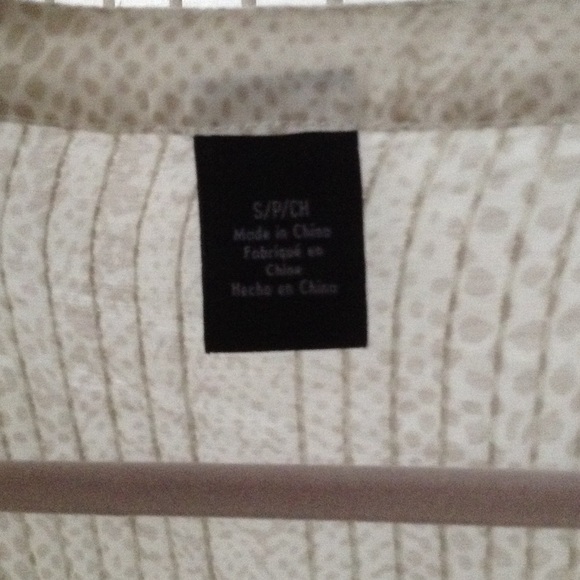 S/P/CH
Made in China
Fabriqué en
Chine
Hecho en China